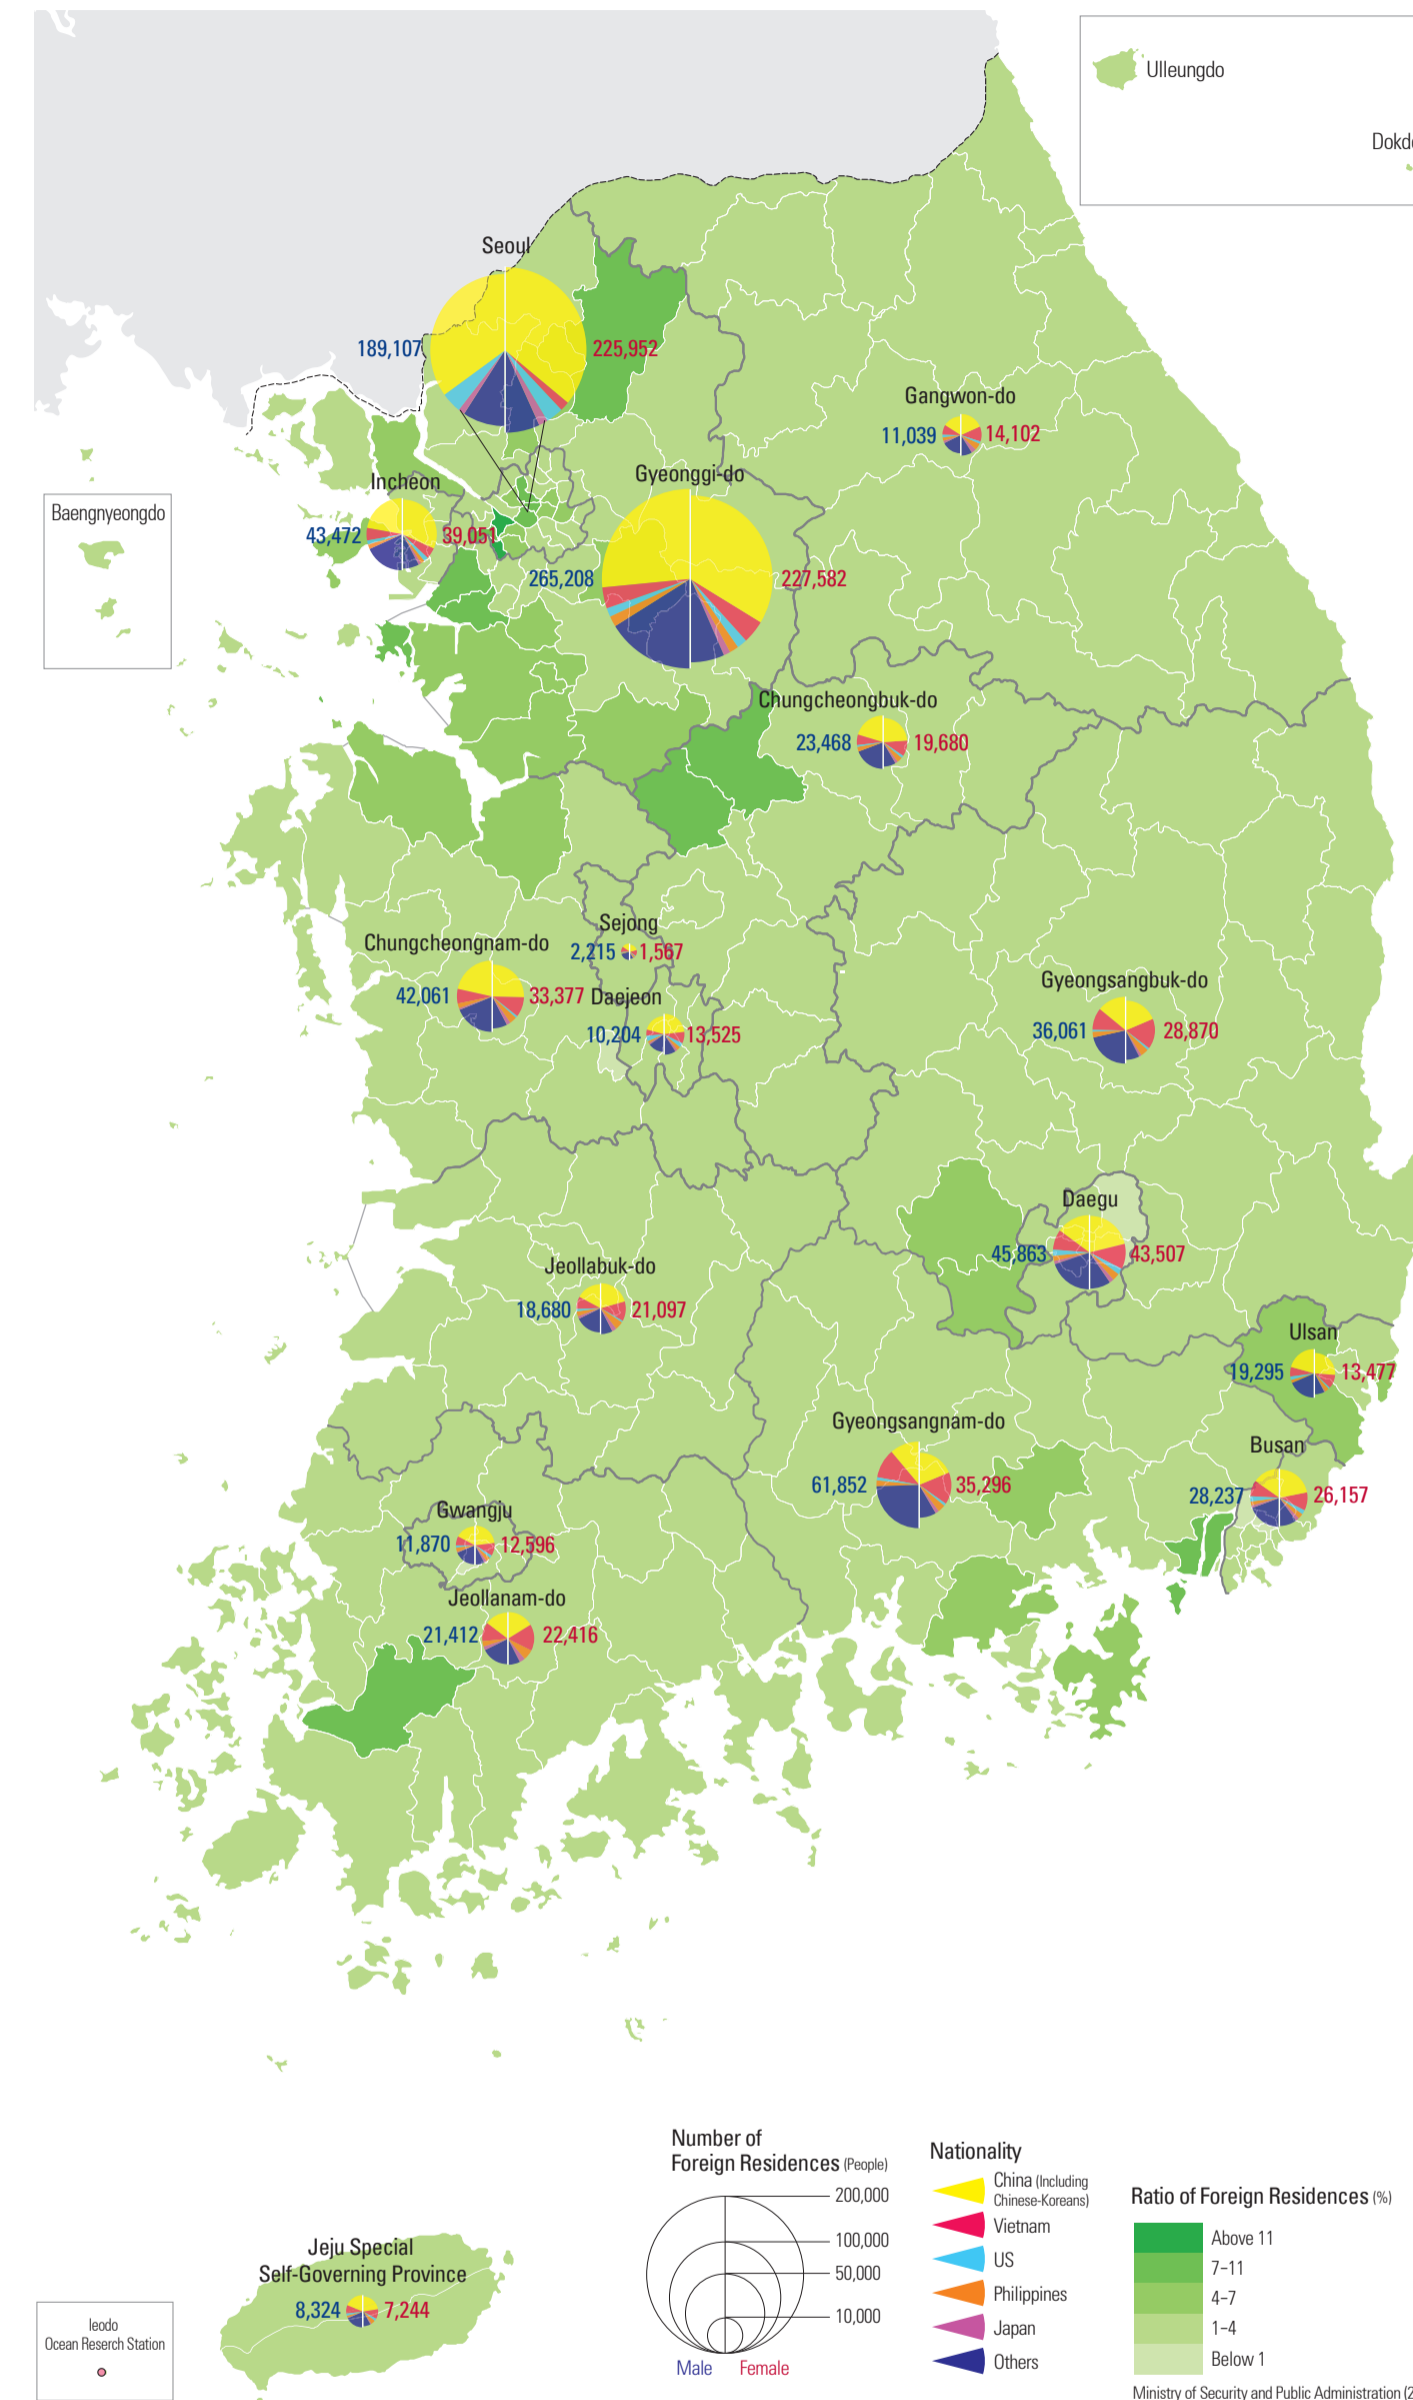 Ulleungdo
Seoul
189,107
225,952
Gangwon-do
11,039
14,102
Gyeonggi-do
265,208
227,582
Incheon
43,472
39,051
Baengnyeongdo
Chungcheongbuk-do
23,468
19,680
Sejong
2,215
1,567
Chungcheongnam-do
42,061
33,377
Daejeon
10,204
13,525
Gyeongsangbuk-do
36,061
28,870
Daegu
45,863
43,507
Jeollabuk-do
18,680
21,097
Ulsan
19,295
13,477
Gyeongsangnam-do
61,852
35,296
Busan
28,237
26,157
Gwangju
11,870
12,596
Jeollanam-do
21,412
22,416
Jeju Special
Self-Governing Province
8,324
7,244
Ieodo
Ocean Reserch Station
Number of
Foreign Residences (People)
200,000
100,000
50,000
10,000
Male
Female
Nationality
China (Including
Chinese-Koreans)
Vietnam
US
Philippines
Japan
Others
Ratio of Foreign Residences (%)
Above 11
7–11
4–7
1–4
Below 1
Ministry of Security and Public Administration (2